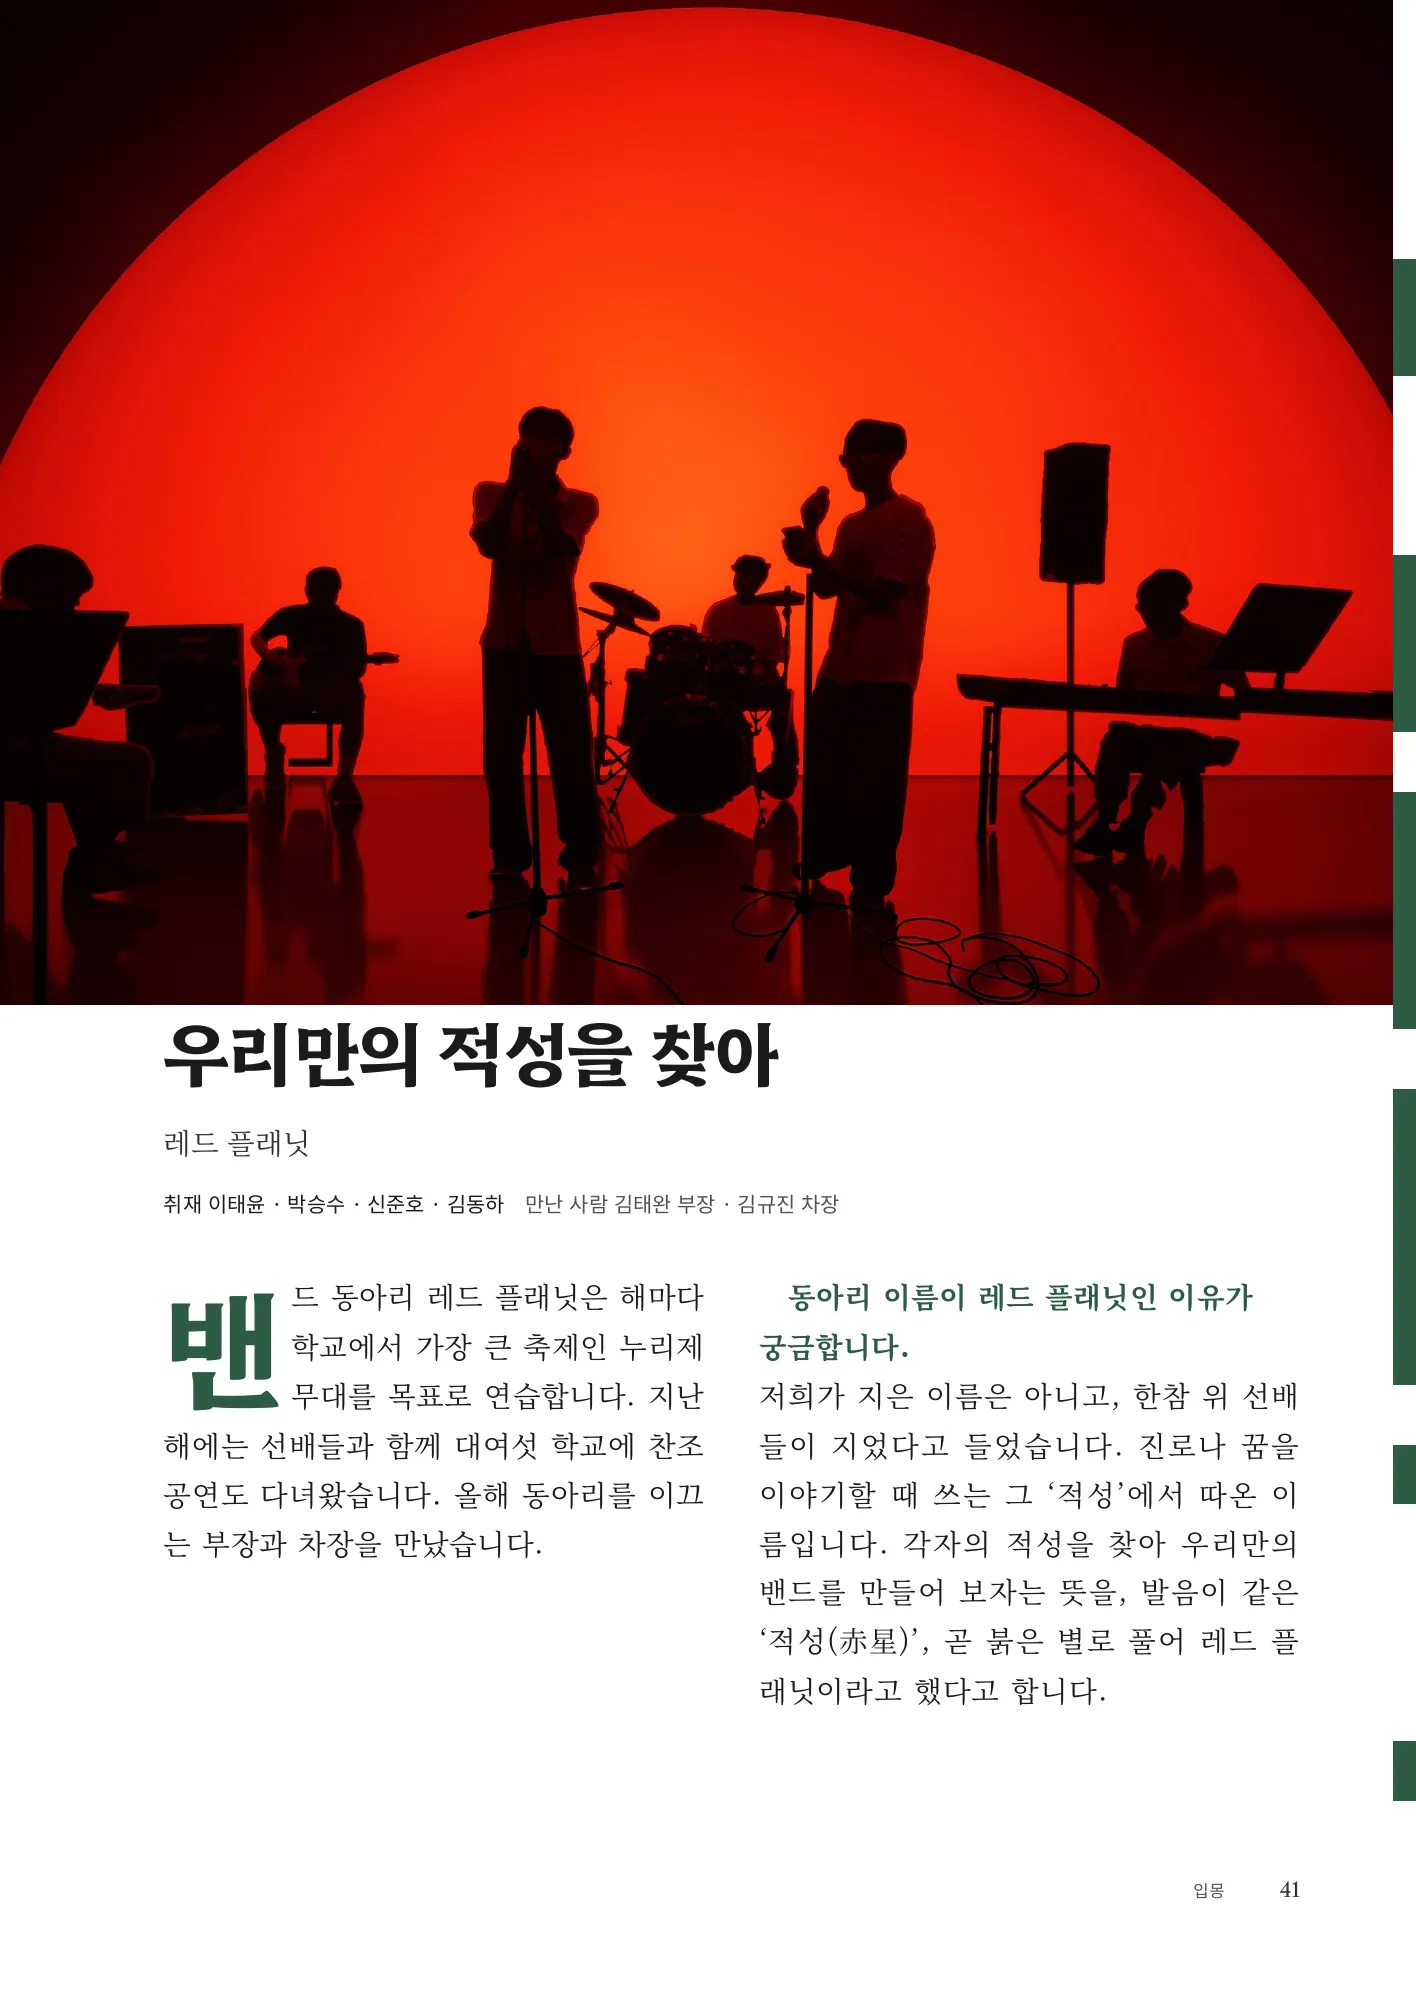 우리만의 적성을 찾아
레드 플래닛
취재 이태윤 · 박승수 · 신준호 · 김동하 만난 사람 김태완 부장 · 김규진 차장
밴드 동아리 레드 플래닛은 해마다
학교에서 가장 큰 축제인 누리제
무대를 목표로 연습합니다. 지난
해에는 선배들과 함께 대여섯 학교에 찬조
공연도 다녀왔습니다. 올해 동아리를 이끄
는 부장과 차장을 만났습니다.
동아리 이름이 레드 플래닛인 이유가
궁금합니다.
저희가 지은 이름은 아니고, 한참 위 선배
들이 지었다고 들었습니다. 진로나 꿈을
이야기할 때 쓰는 그 ‘적성’에서 따온 이
름입니다. 각자의 적성을 찾아 우리만의
밴드를 만들어 보자는 뜻을, 발음이 같은
‘적성(赤星)’, 곧 붉은 별로 풀어 레드 플
래닛이라고 했다고 합니다.
입몽 41